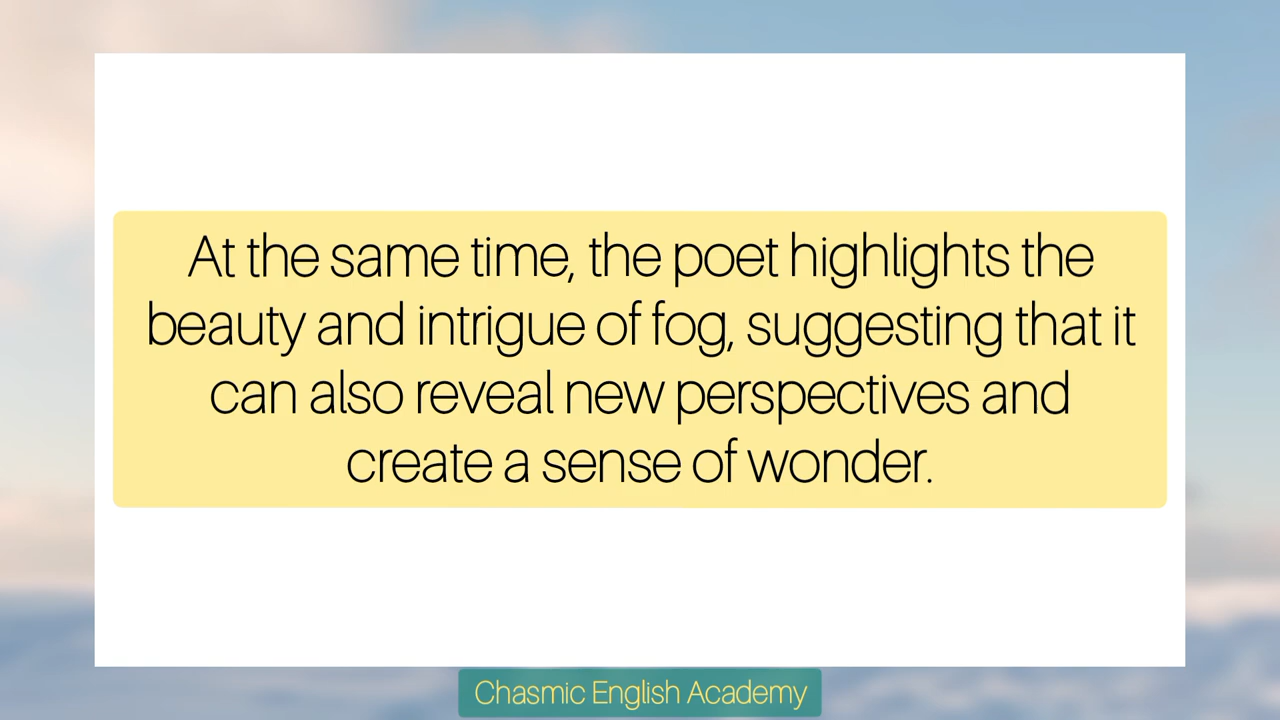 At the same time, the poet highlights the
beauty and intrigue of fog, suggesting that it
can also reveal new perspectives and
create a sense of wonder.
Chasmic English Academy